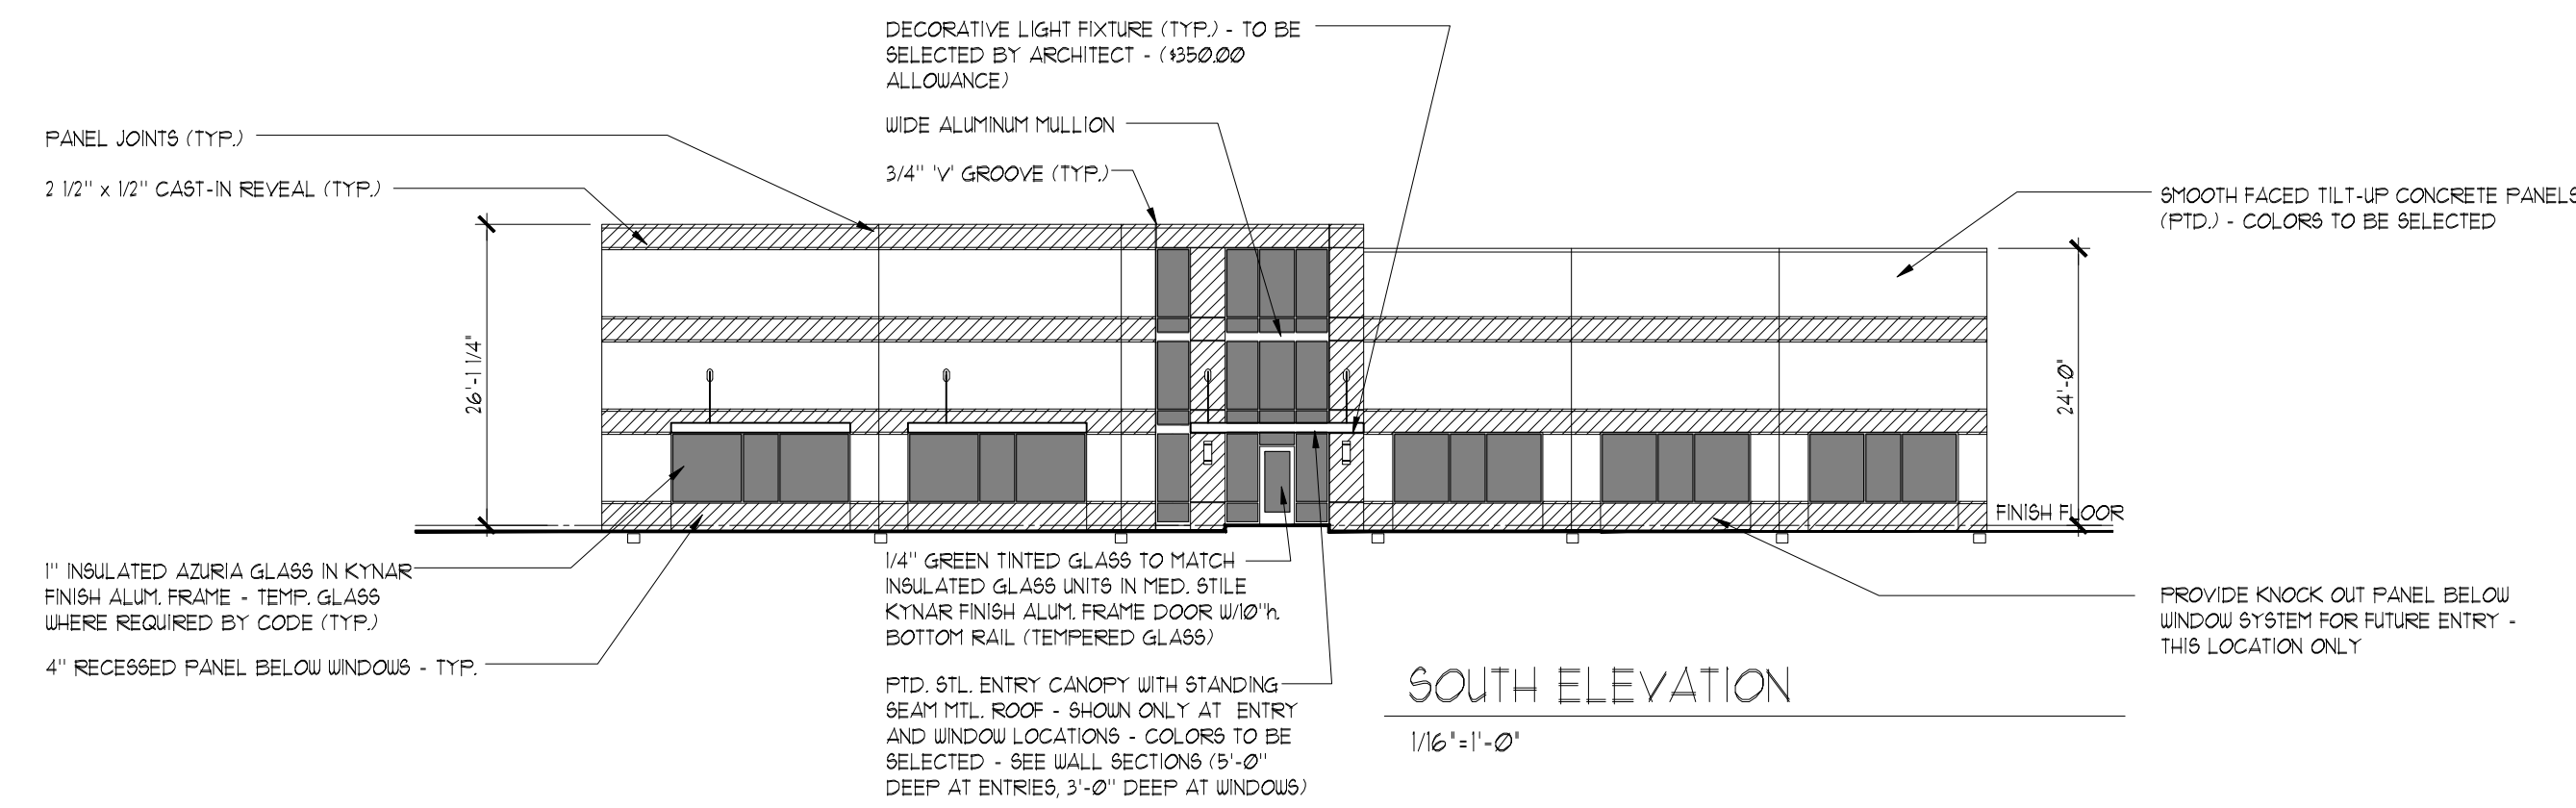 DECORATIVE LIGHT FIXTURE (TYP.) - TO BE
SELECTED BY ARCHITECT - ($350.00
ALLOWANCE)
WIDE ALUMINUM MULLION
3/4" 'V' GROOVE (TYP.)
PANEL JOINTS (TYP.)
2 1/2" x 1/2" CAST-IN REVEAL (TYP.)
SMOOTH FACED TILT-UP CONCRETE PANELS
(PTD.) - COLORS TO BE SELECTED
26'-1 1/4"
24'-0"
FINISH FLOOR
1" INSULATED AZURIA GLASS IN KYNAR
FINISH ALUM. FRAME - TEMP. GLASS
WHERE REQUIRED BY CODE (TYP.)
4" RECESSED PANEL BELOW WINDOWS - TYP.
1/4" GREEN TINTED GLASS TO MATCH
INSULATED GLASS UNITS IN MED. STILE
KYNAR FINISH ALUM. FRAME DOOR W/10"h.
BOTTOM RAIL (TEMPERED GLASS)
PTD. STL. ENTRY CANOPY WITH STANDING
SEAM MTL. ROOF - SHOWN ONLY AT ENTRY
AND WINDOW LOCATIONS - COLORS TO BE
SELECTED - SEE WALL SECTIONS (5'-0"
DEEP AT ENTRIES, 3'-0" DEEP AT WINDOWS)
PROVIDE KNOCK OUT PANEL BELOW
WINDOW SYSTEM FOR FUTURE ENTRY -
THIS LOCATION ONLY
SOUTH ELEVATION
1/16"=1'-0"